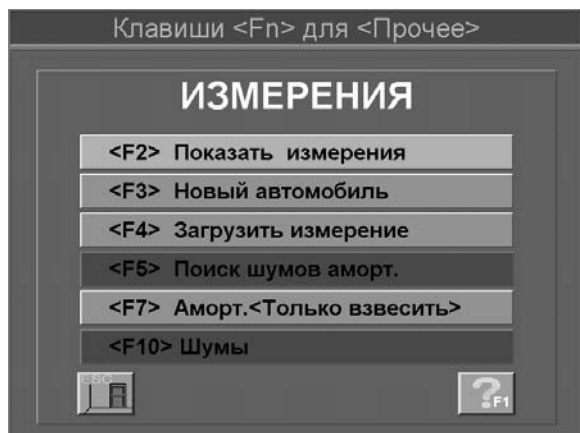 Клавиши <Fn> для <Прочее>
ИЗМЕРЕНИЯ
<F2> Показать измерения
<F3> Новый автомобиль
<F4> Загрузить измерение
<F5> Поиск шумов аморт.
<F7> Аморт.<Только взвесить>
<F10> Шумы
ESC
?F1